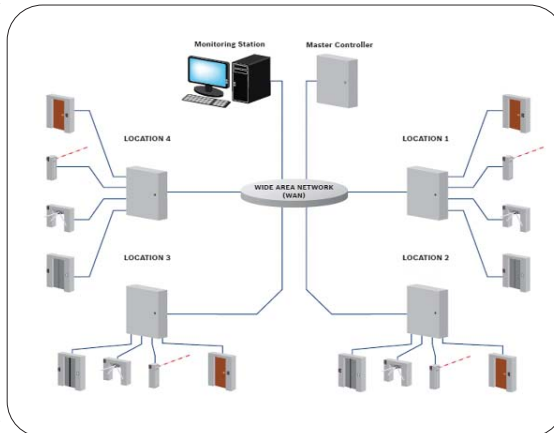 Monitoring Station
Master Controller
LOCATION 4
LOCATION 1
WIDE AREA NETWORK
(WAN)
LOCATION 3
LOCATION 2